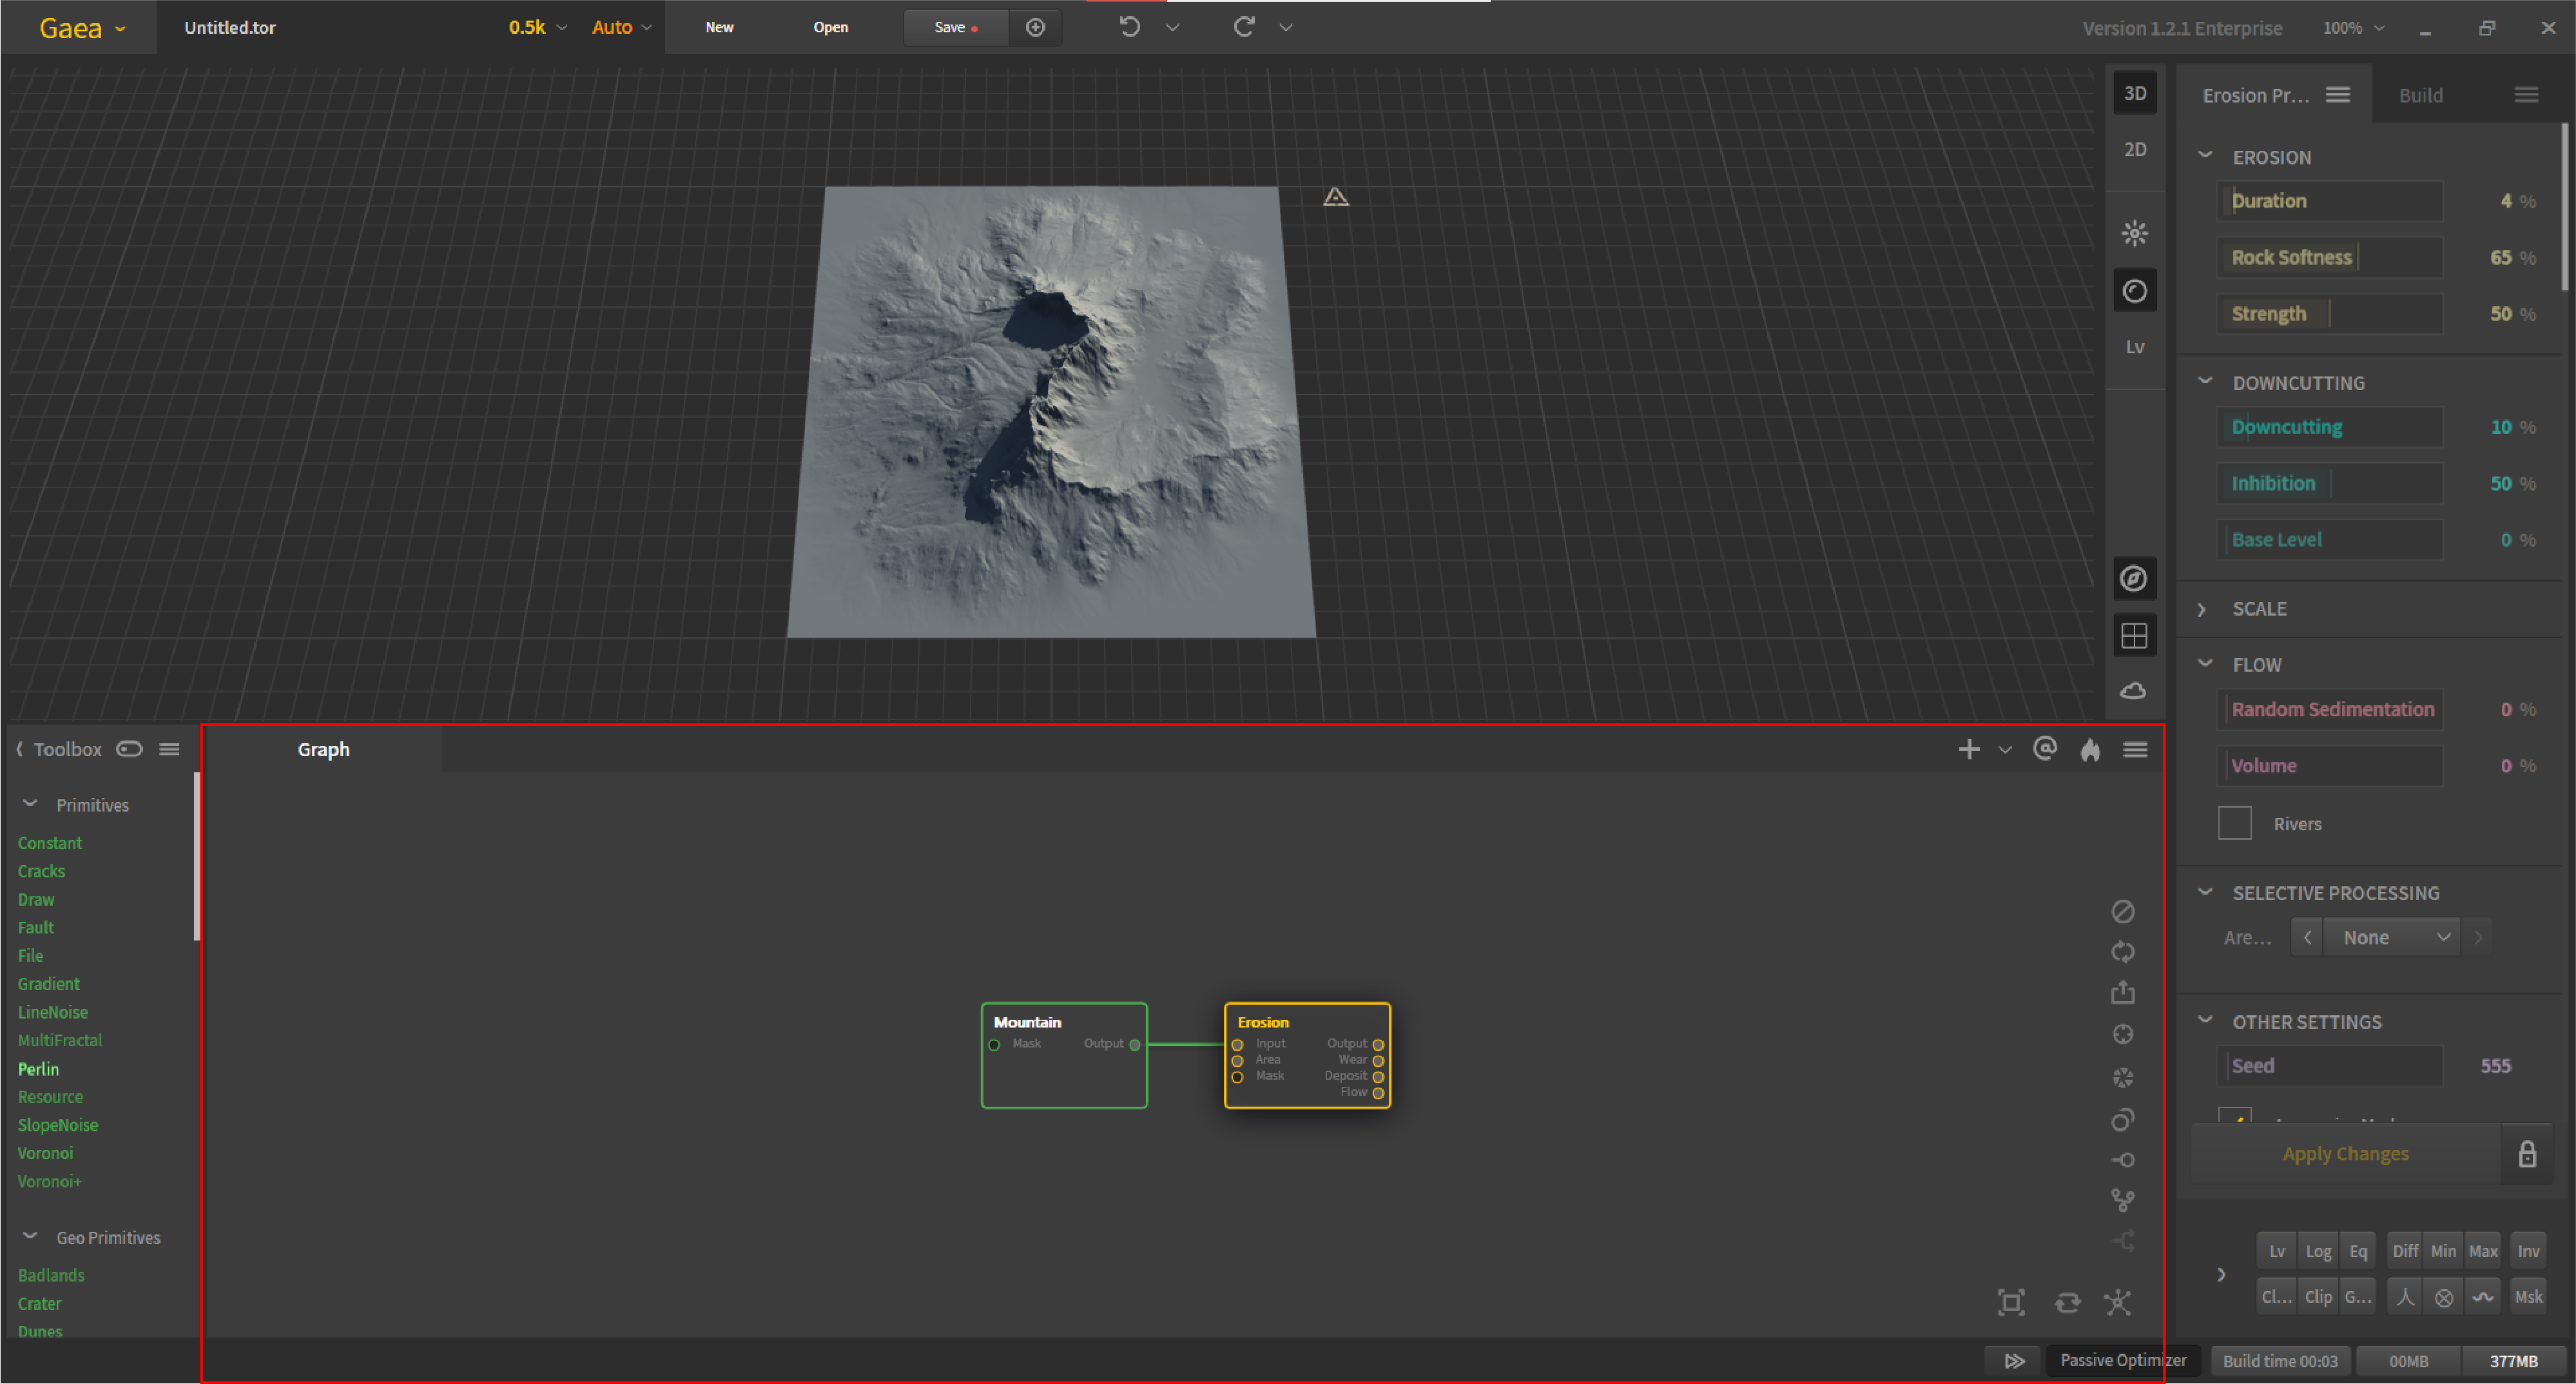 Gaea
Untitled.tor
0.5k
Auto
New
Open
Save
Version 1.2.1 Enterprise
100%
3D
2D
Lv
Erosion Pr...
Build
EROSION
Duration 4 %
Rock Softness 65 %
Strength 50 %
DOWNCUTTING
Downcutting 10 %
Inhibition 50 %
Base Level 0 %
SCALE
FLOW
Random Sedimentation 0 %
Volume 0 %
Rivers
SELECTIVE PROCESSING
Are... None
OTHER SETTINGS
Seed 555
Apply Changes
Lv Log Eq Diff Min Max Inv
Cl... Clip G... Msk
Toolbox
Primitives
Constant
Cracks
Draw
Fault
File
Gradient
LineNoise
MultiFractal
Perlin
Resource
SlopeNoise
Voronoi
Voronoi+
Geo Primitives
Badlands
Crater
Dunes
Graph
Mountain
Mask Output
Erosion
Input Output
Area Wear
Mask Deposit
Flow
Passive Optimizer
Build time 00:03
00MB
377MB